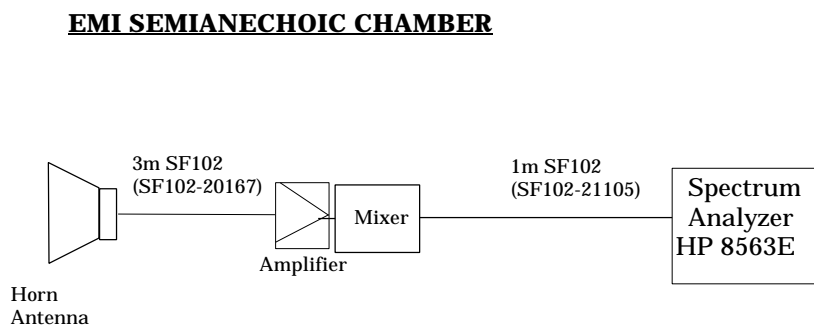 EMI SEMIANECHOIC CHAMBER
3m SF102
(SF102-20167)
1m SF102
(SF102-21105)
Spectrum
Analyzer
HP 8563E
Mixer
Amplifier
Horn
Antenna